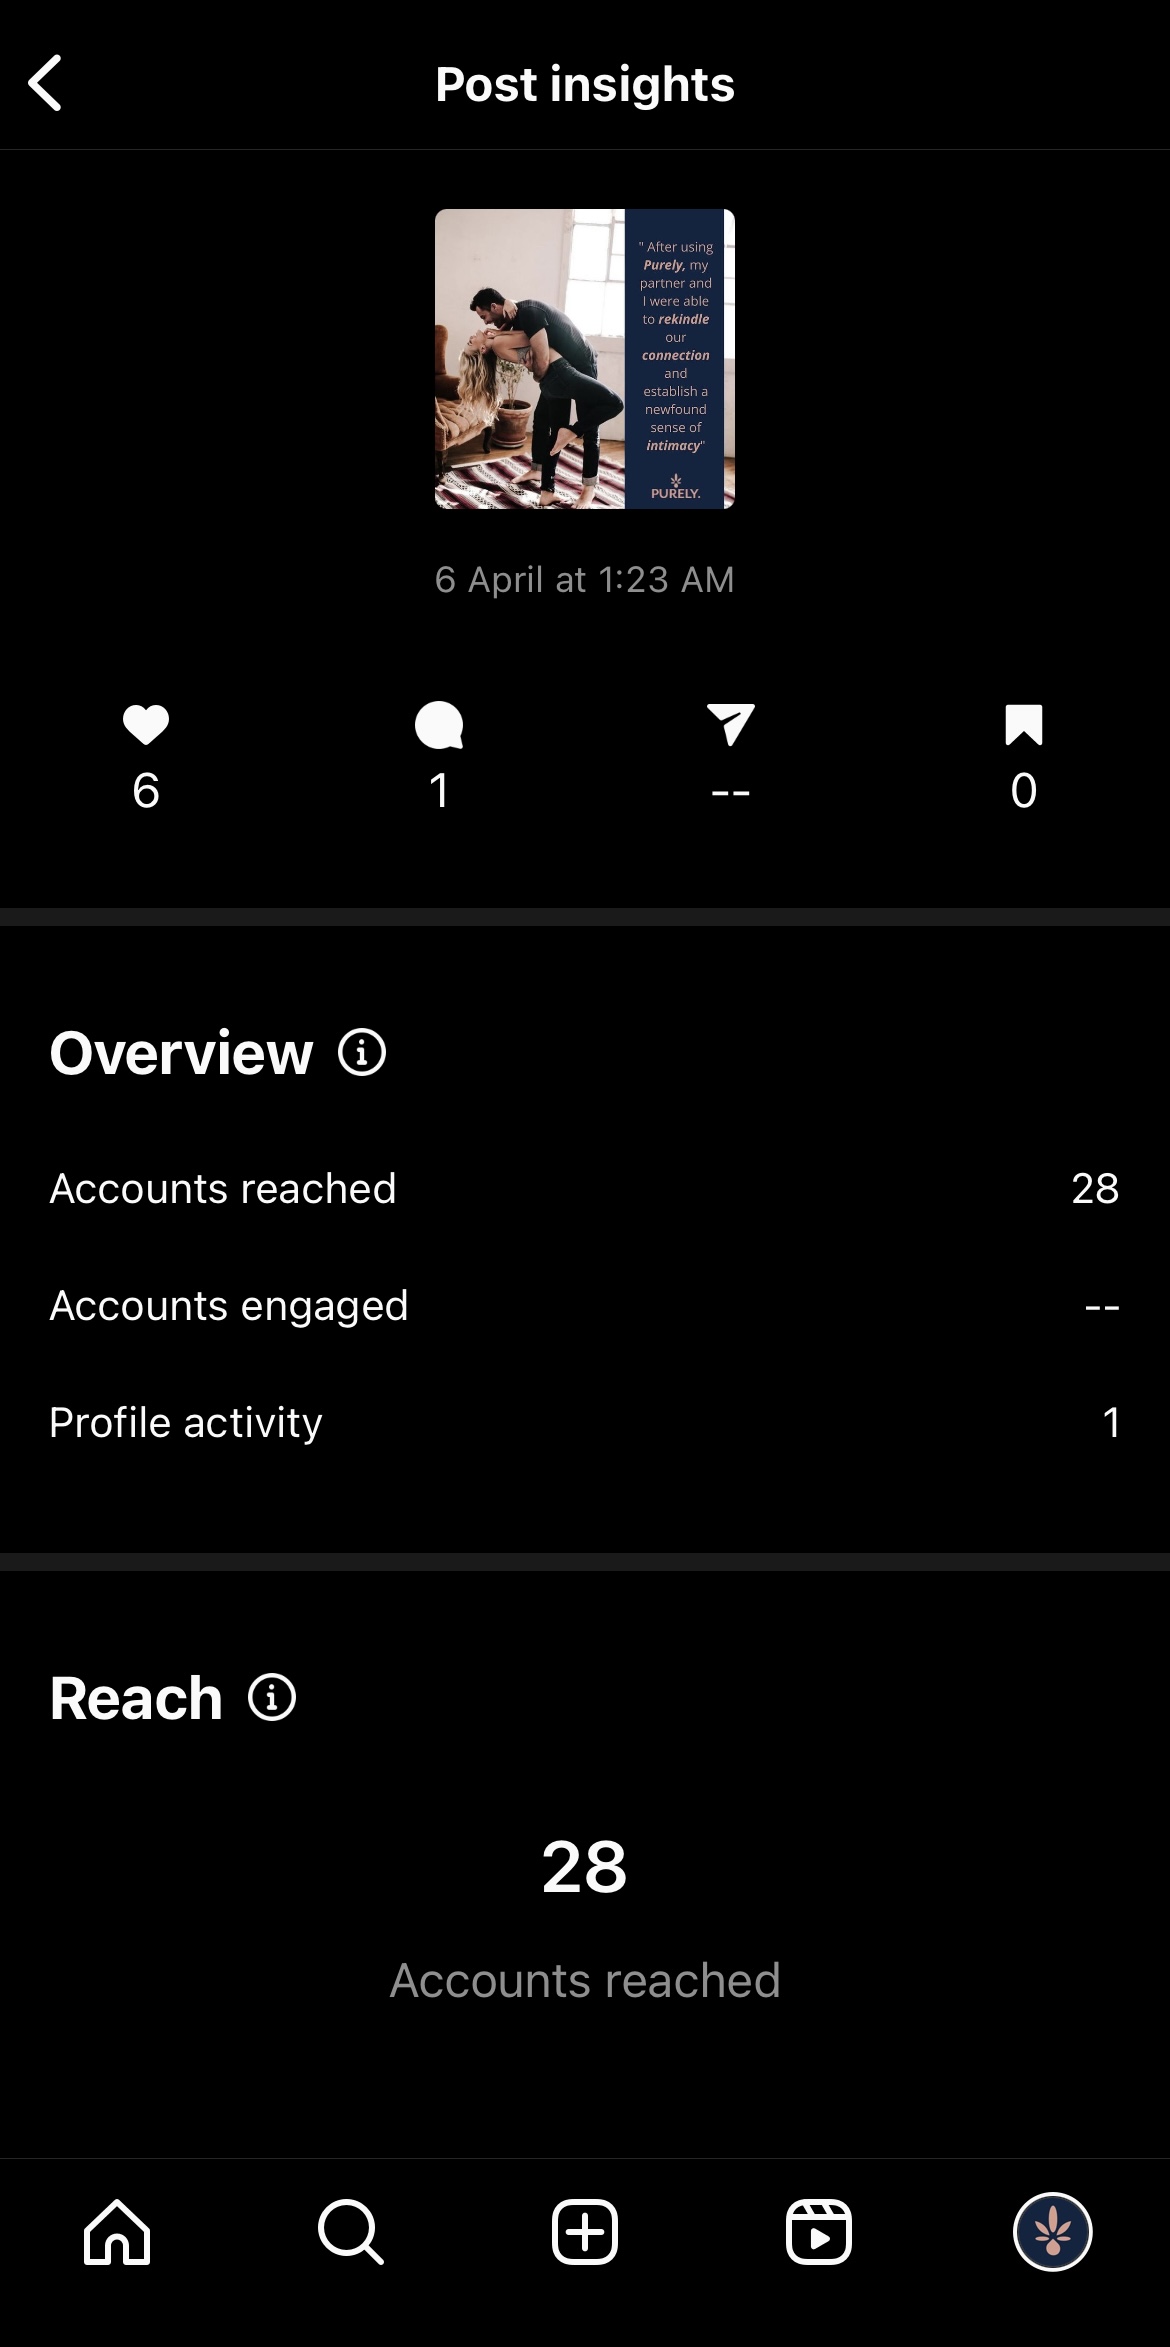 Post insights
" After using
Purely, my
partner and
I were able
to rekindle
our
connection
and
establish a
newfound
sense of
intimacy"
PURELY.
6 April at 1:23 AM
6 1 -- 0
Overview
Accounts reached 28
Accounts engaged --
Profile activity 1
Reach
28
Accounts reached